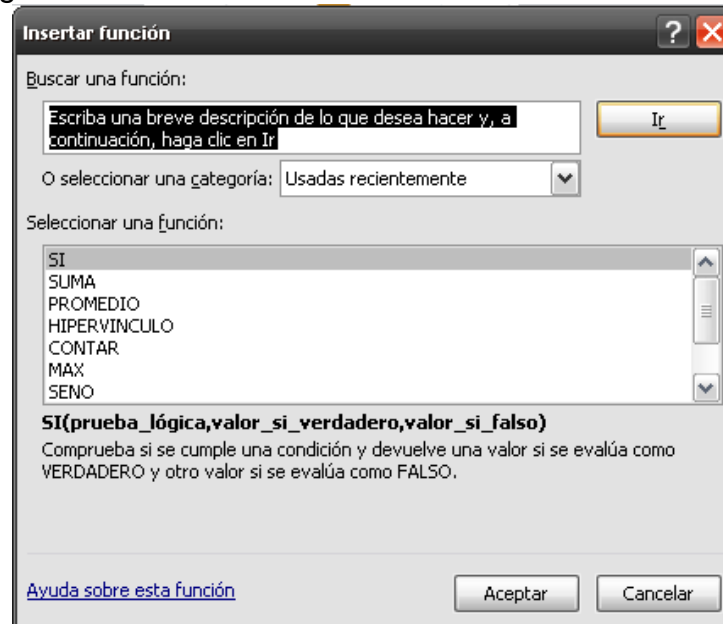 Insertar función
Buscar una función:
Escriba una breve descripción de lo que desea hacer y, a
continuación, haga clic en Ir
Ir
O seleccionar una categoría: Usadas recientemente
Seleccionar una función:
SI
SUMA
PROMEDIO
HIPERVINCULO
CONTAR
MAX
SENO
SI(prueba_lógica,valor_si_verdadero,valor_si_falso)
Comprueba si se cumple una condición y devuelve una valor si se evalúa como
VERDADERO y otro valor si se evalúa como FALSO.
Ayuda sobre esta función
Aceptar
Cancelar